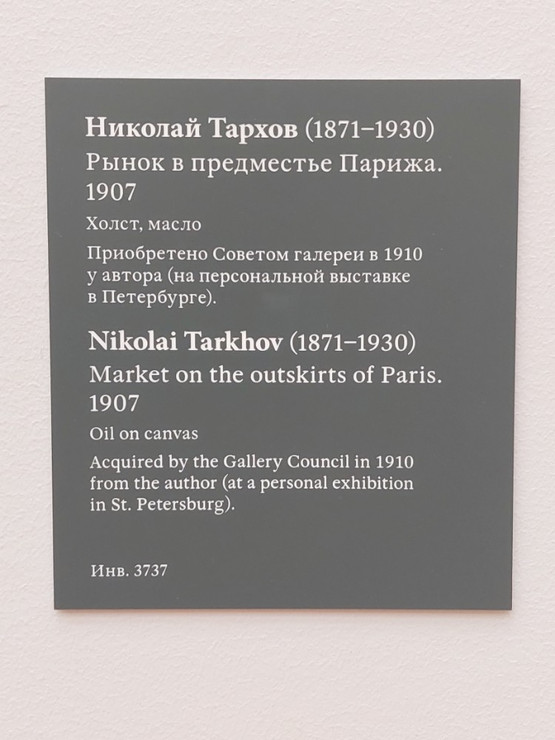 Николай Тархов (1871–1930)
Рынок в предместье Парижа.
1907
Холст, масло
Приобретено Советом галереи в 1910
у автора (на персональной выставке
в Петербурге).
Nikolai Tarkhov (1871–1930)
Market on the outskirts of Paris.
1907
Oil on canvas
Acquired by the Gallery Council in 1910
from the author (at a personal exhibition
in St. Petersburg).
Инв. 3737